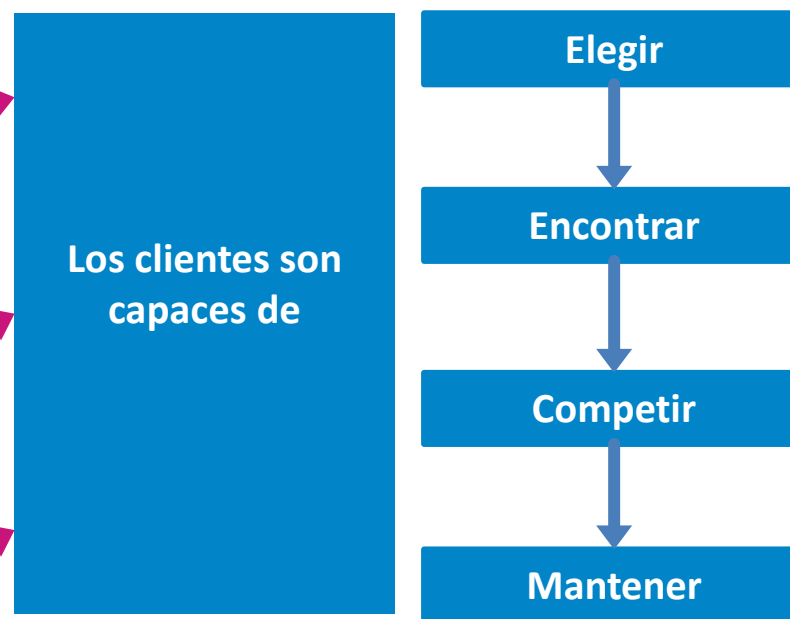 Los clientes son
capaces de
Elegir
Encontrar
Competir
Mantener